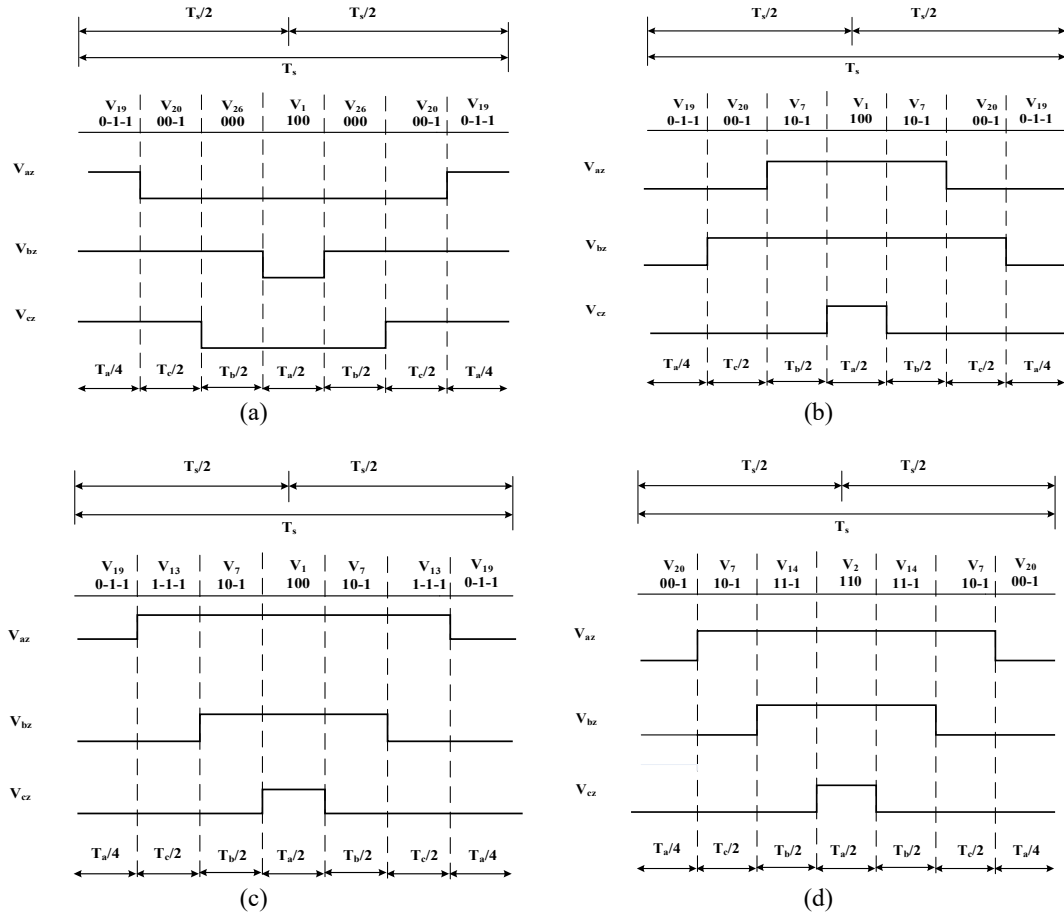 Ts/2 Ts/2
Ts
V19 V20 V26 V1 V26 V20 V19
0-1-1 00-1 000 100 000 00-1 0-1-1
Vaz
Vbz
Vcz
Ta/4 Tc/2 Tb/2 Ta/2 Tb/2 Tc/2 Ta/4
(a)
Ts/2 Ts/2
Ts
V19 V20 V7 V1 V7 V20 V19
0-1-1 00-1 10-1 100 10-1 00-1 0-1-1
Vaz
Vbz
Vcz
Ta/4 Tc/2 Tb/2 Ta/2 Tb/2 Tc/2 Ta/4
(b)
Ts/2 Ts/2
Ts
V19 V13 V7 V1 V7 V13 V19
0-1-1 1-1-1 10-1 100 10-1 1-1-1 0-1-1
Vaz
Vbz
Vcz
Ta/4 Tc/2 Tb/2 Ta/2 Tb/2 Tc/2 Ta/4
(c)
Ts/2 Ts/2
Ts
V20 V7 V14 V2 V14 V7 V20
00-1 10-1 11-1 110 11-1 10-1 00-1
Vaz
Vbz
Vcz
Ta/4 Tc/2 Tb/2 Ta/2 Tb/2 Tc/2 Ta/4
(d)